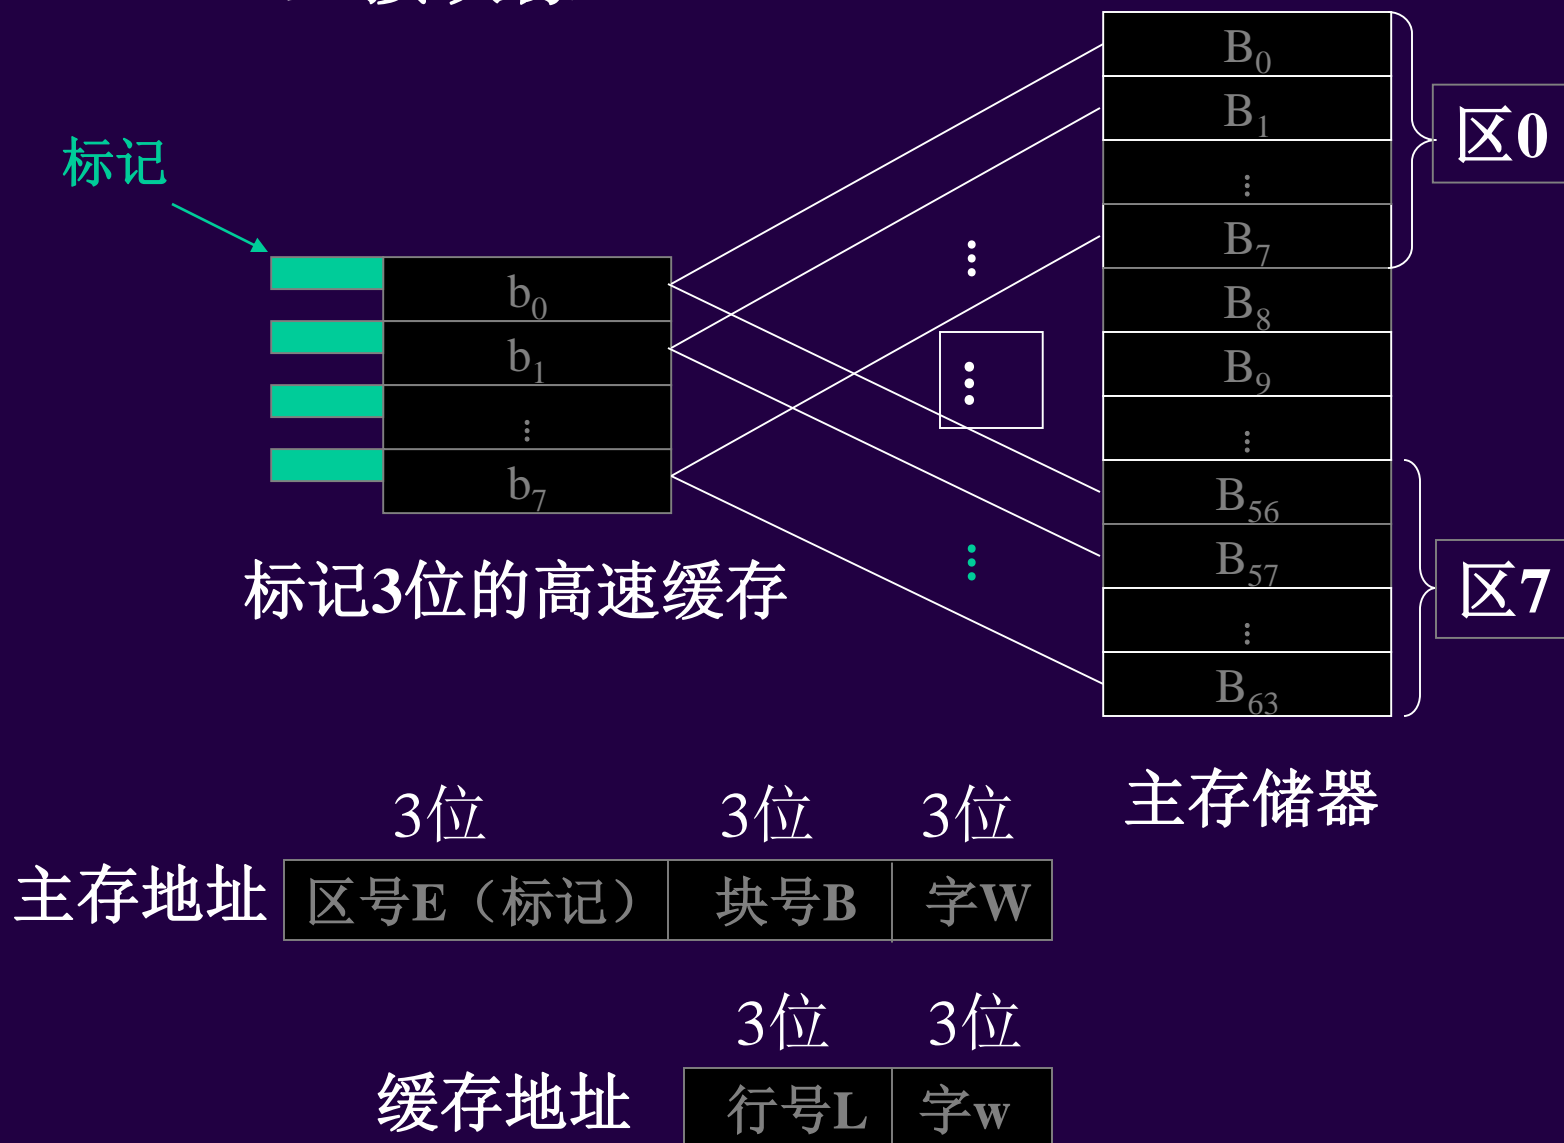 B₀
B₁
区0
标记
⋮
B₇
b₀
B₈
b₁
B₉
⋮
b₇
B₅₆
B₅₇
标记3位的高速缓存
区7
⋮
B₆₃
主存储器
3位 3位 3位
主存地址 区号E（标记） 块号B 字W
3位 3位
缓存地址 行号L 字w